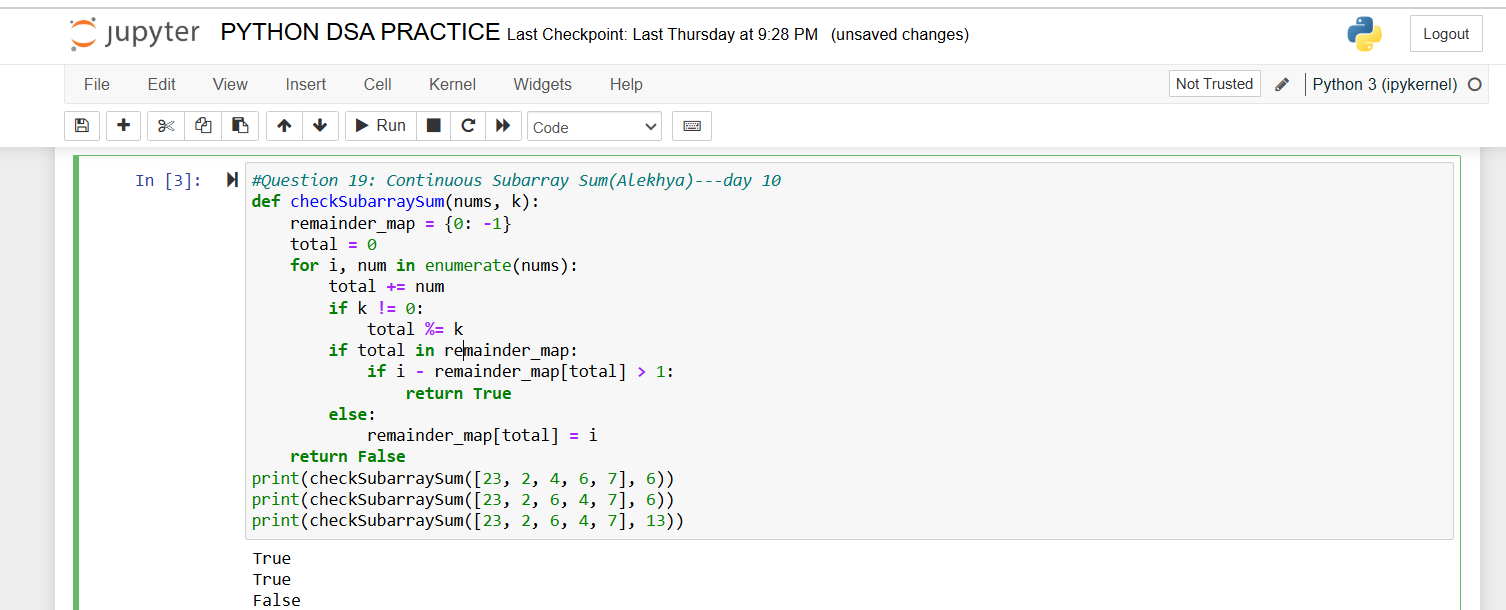 jupyter PYTHON DSA PRACTICE Last Checkpoint: Last Thursday at 9:28 PM (unsaved changes) Logout
File Edit View Insert Cell Kernel Widgets Help Not Trusted Python 3 (ipykernel)
Run Code
In [3]: #Question 19: Continuous Subarray Sum(Alekhya)---day 10
def checkSubarraySum(nums, k):
    remainder_map = {0: -1}
    total = 0
    for i, num in enumerate(nums):
        total += num
        if k != 0:
            total %= k
        if total in remainder_map:
            if i - remainder_map[total] > 1:
                return True
        else:
            remainder_map[total] = i
    return False
print(checkSubarraySum([23, 2, 4, 6, 7], 6))
print(checkSubarraySum([23, 2, 6, 4, 7], 6))
print(checkSubarraySum([23, 2, 6, 4, 7], 13))
True
True
False